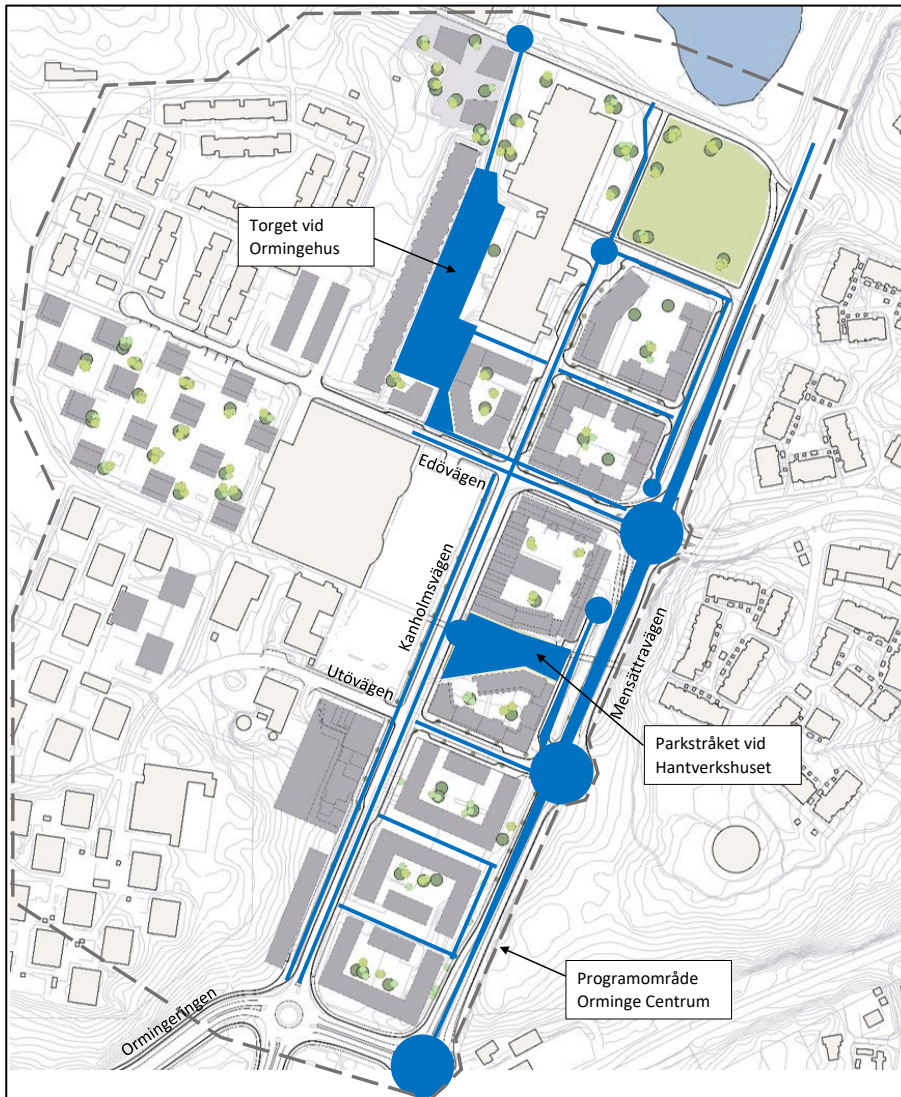 Torget vid
Ormingehus
Edövägen
Kanholmsvägen
Utövägen
Mensättravägen
Parkstråket vid
Hantverkshuset
Programområde
Orminge Centrum
Ormingeringen